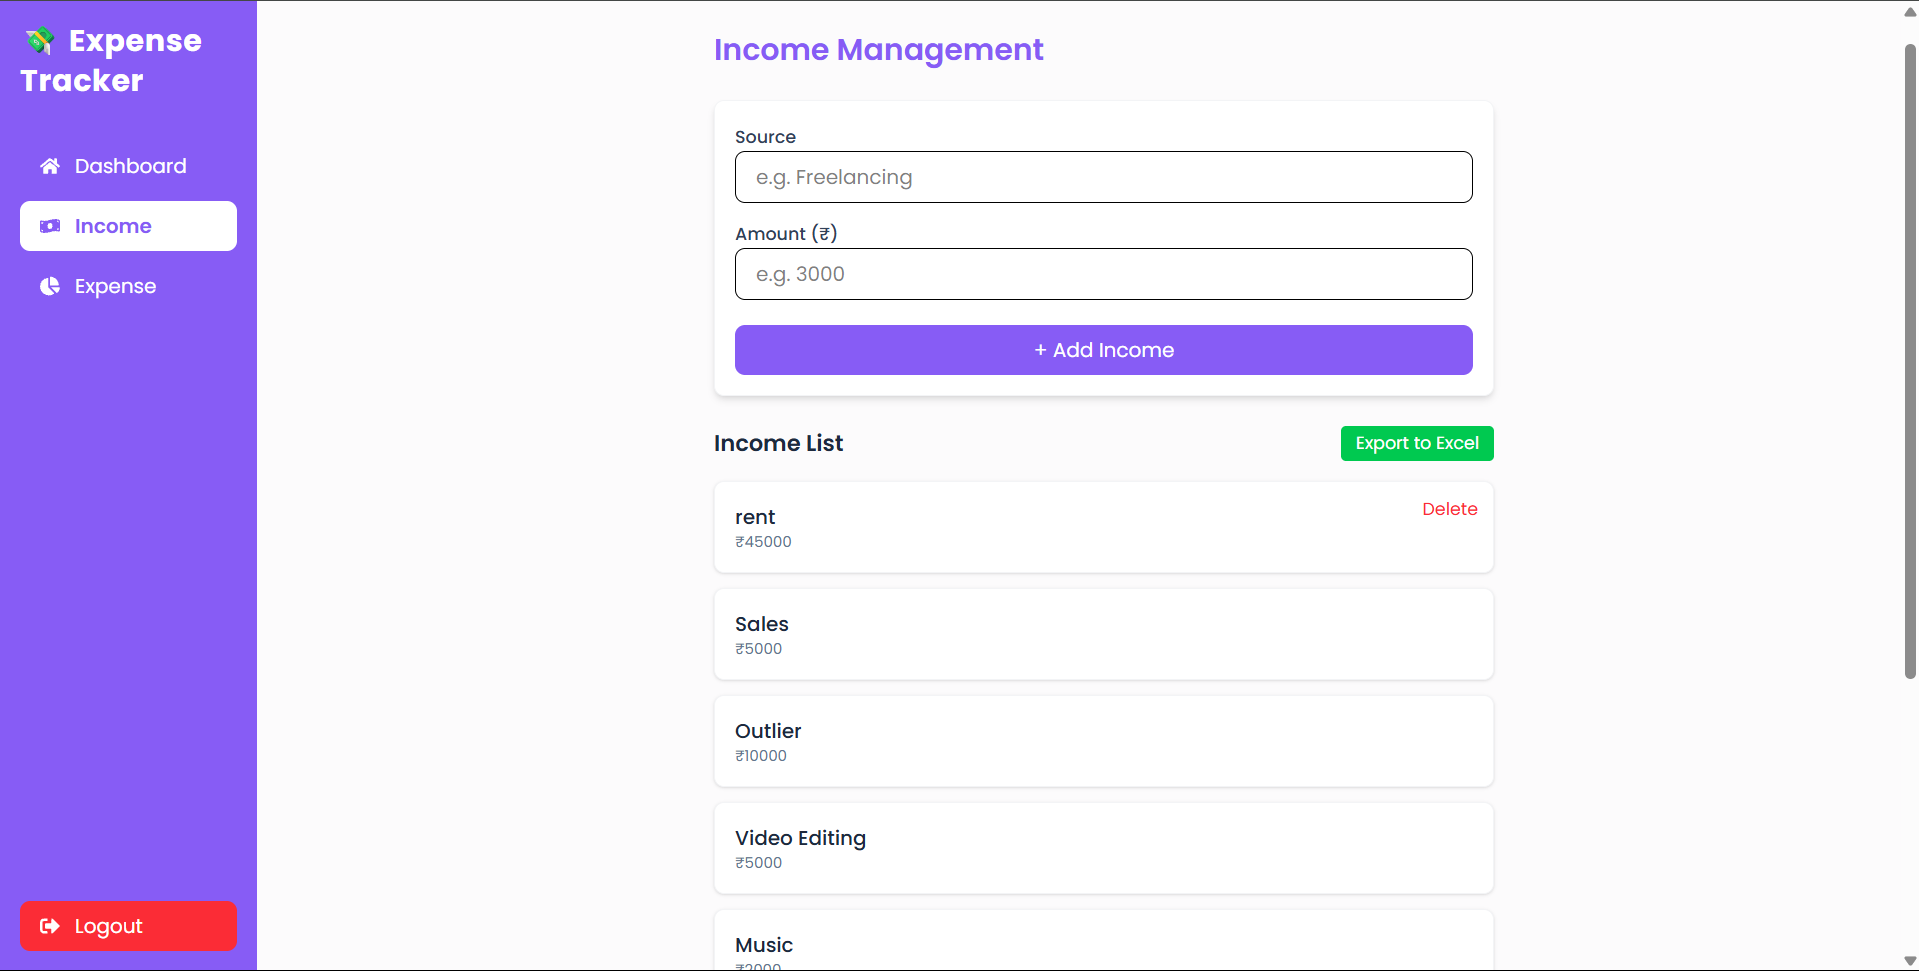 💸 Expense
Tracker
Dashboard
Income
Expense
Logout
Income Management
Source
e.g. Freelancing
Amount (₹)
e.g. 3000
+ Add Income
Income List
Export to Excel
rent
Delete
₹45000
Sales
₹5000
Outlier
₹10000
Video Editing
₹5000
Music